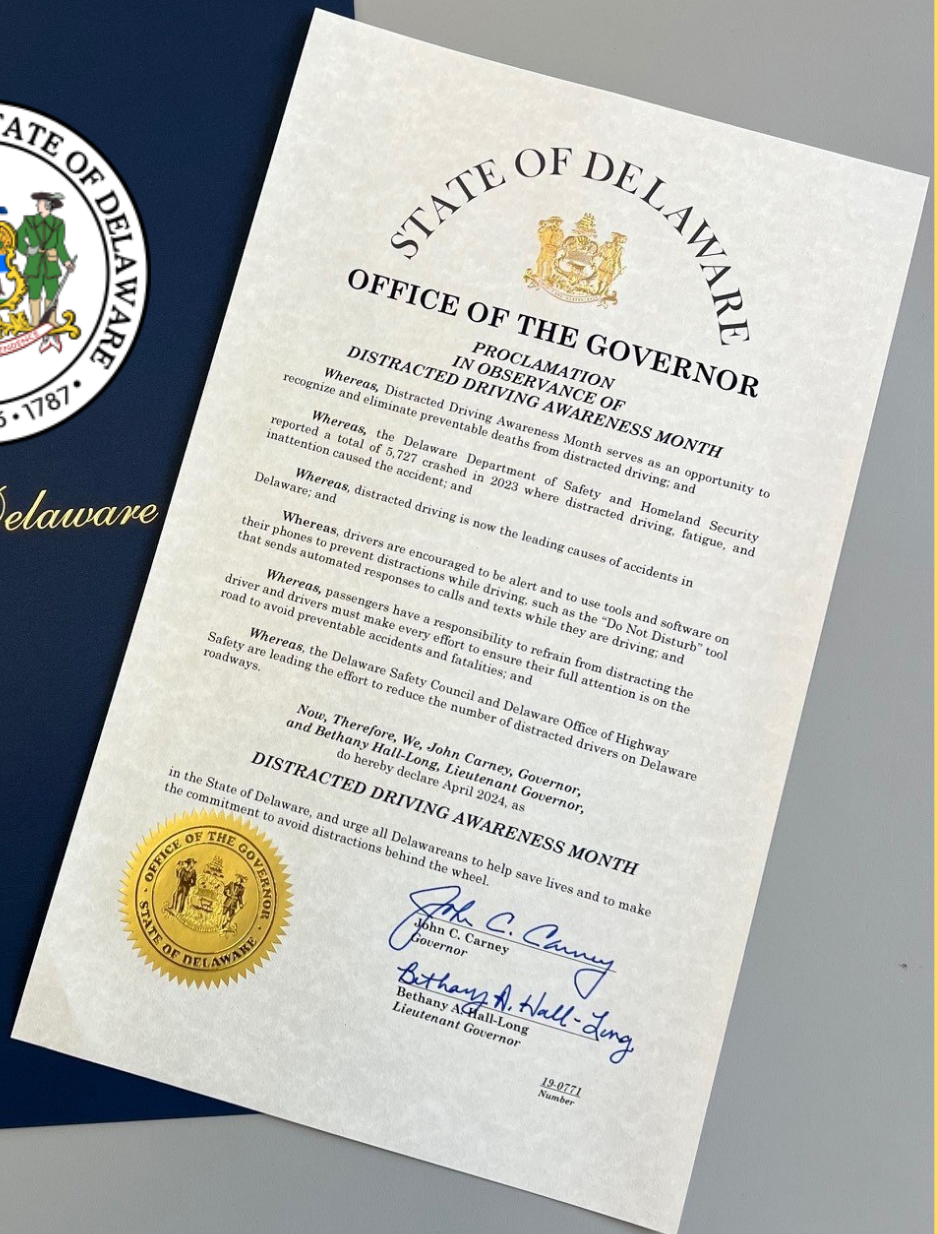 STATE OF DELAWARE
1787
Delaware
STATE OF DELAWARE
OFFICE OF THE GOVERNOR
PROCLAMATION
IN OBSERVANCE OF
DISTRACTED DRIVING AWARENESS MONTH
Whereas, Distracted Driving Awareness Month serves as an opportunity to
recognize and eliminate preventable deaths from distracted driving; and
Whereas, the Delaware Department of Safety and Homeland Security
reported a total of 5,727 crashed in 2023 where distracted driving, fatigue, and
inattention caused the accident; and
Whereas, distracted driving is now the leading causes of accidents in
Delaware; and
Whereas, drivers are encouraged to be alert and to use tools and software on
their phones to prevent distractions while driving, such as the “Do Not Disturb” tool
that sends automated responses to calls and texts while they are driving; and
Whereas, passengers have a responsibility to refrain from distracting the
driver and drivers must make every effort to ensure their full attention is on the
road to avoid preventable accidents and fatalities; and
Whereas, the Delaware Safety Council and Delaware Office of Highway
Safety are leading the effort to reduce the number of distracted drivers on Delaware
roadways.
Now, Therefore, We, John Carney, Governor,
and Bethany Hall-Long, Lieutenant Governor,
do hereby declare April 2024, as
DISTRACTED DRIVING AWARENESS MONTH
in the State of Delaware, and urge all Delawareans to help save lives and to make
the commitment to avoid distractions behind the wheel.
OFFICE OF THE GOVERNOR
STATE OF DELAWARE
John C. Carney
John C. Carney
Governor
Bethany A. Hall-Long
Bethany A. Hall-Long
Lieutenant Governor
19-0771
Number